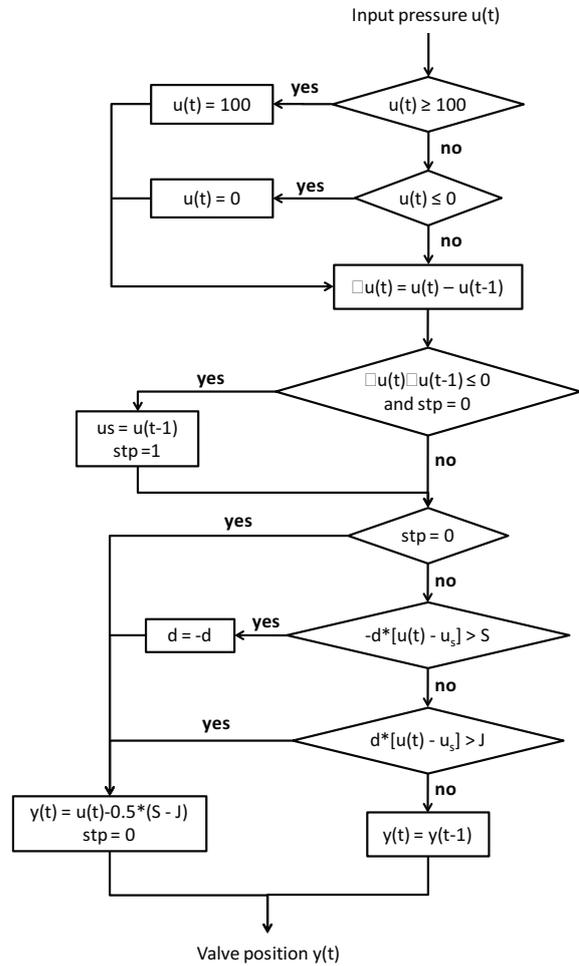 Input pressure u(t)
yes
u(t) = 100
u(t) ≥ 100
no
yes
u(t) = 0
u(t) ≤ 0
no
□u(t) = u(t) – u(t-1)
yes
□u(t)□u(t-1) ≤ 0
and stp = 0
us = u(t-1)
stp =1
no
yes
stp = 0
no
d = -d
yes
-d*[u(t) - uₛ] > S
no
yes
d*[u(t) - uₛ] > J
no
y(t) = u(t)-0.5*(S - J)
stp = 0
y(t) = y(t-1)
Valve position y(t)